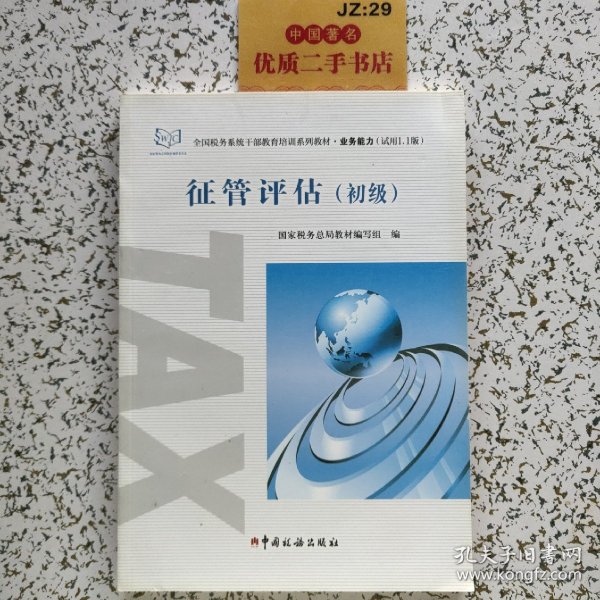 JZ:29
中国著名
优质二手书店
全国税务系统干部教育培训系列教材·业务能力（试用1.1版）
征管评估（初级）
国家税务总局教材编写组 编
TAX
中国税务出版社
孔夫子旧书网
www.kongfz.com